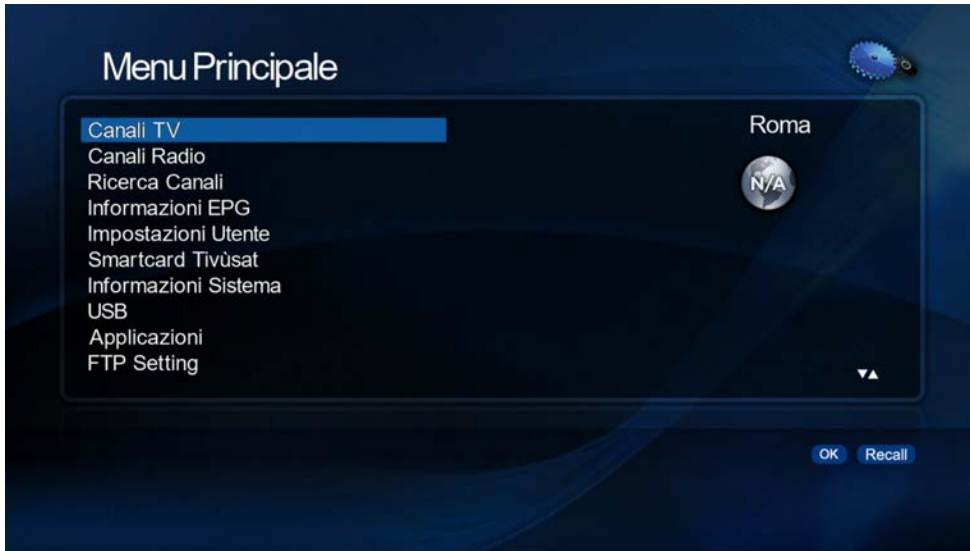 Menu Principale
Canali TV
Roma
Canali Radio
N/A
Ricerca Canali
Informazioni EPG
Impostazioni Utente
Smartcard Tivùsat
Informazioni Sistema
USB
Applicazioni
FTP Setting
OK Recall